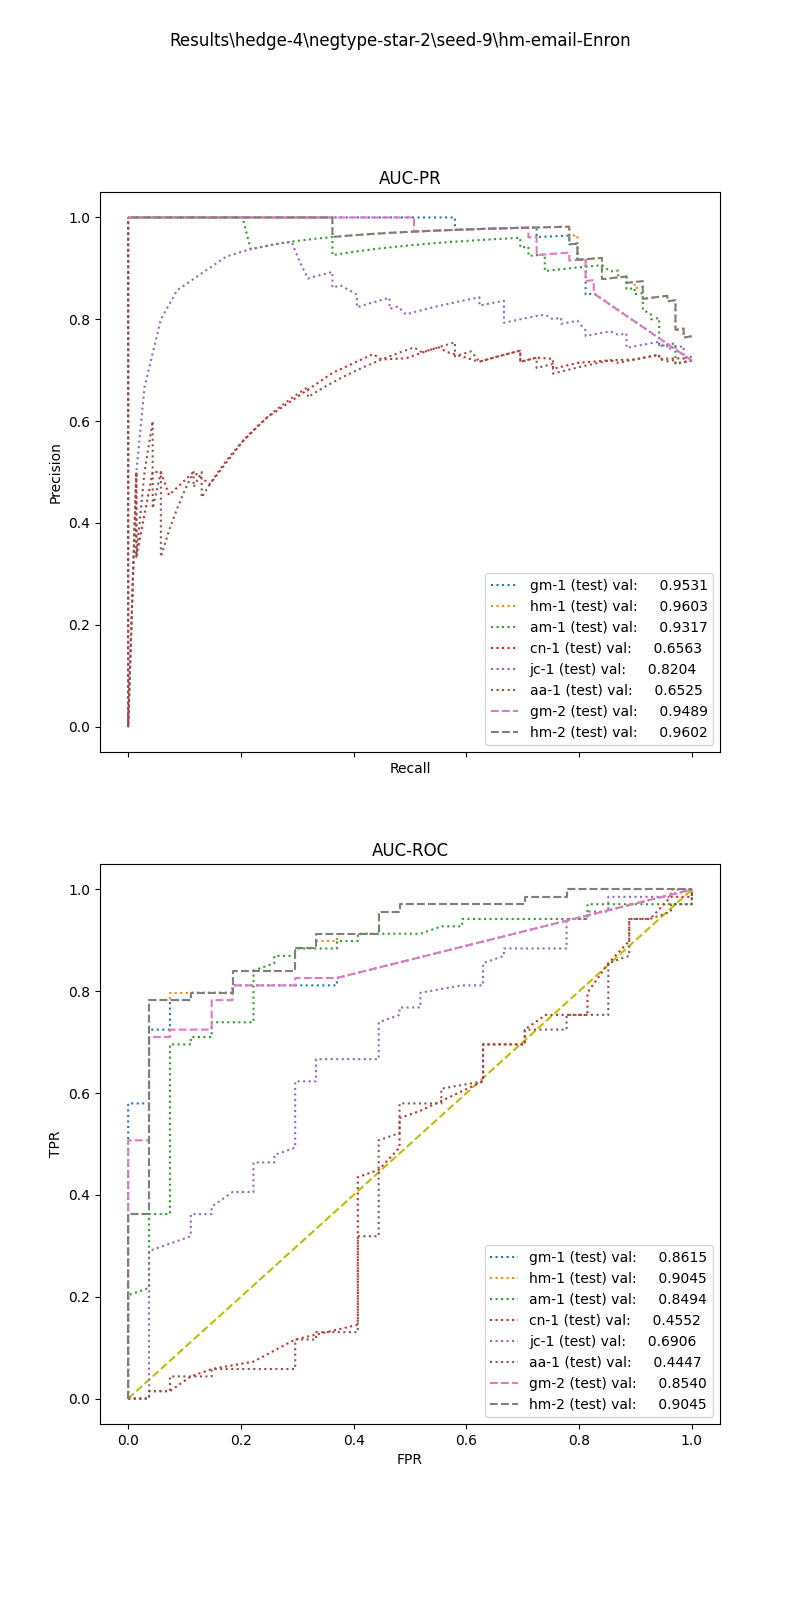 Results\hedge-4\negtype-star-2\seed-9\hm-email-Enron
AUC-PR
1.0
0.8
0.6
0.4
0.2
0.0
Precision
gm-1 (test) val: 0.9531
hm-1 (test) val: 0.9603
am-1 (test) val: 0.9317
cn-1 (test) val: 0.6563
jc-1 (test) val: 0.8204
aa-1 (test) val: 0.6525
gm-2 (test) val: 0.9489
hm-2 (test) val: 0.9602
Recall
AUC-ROC
1.0
0.8
0.6
0.4
0.2
0.0
TPR
gm-1 (test) val: 0.8615
hm-1 (test) val: 0.9045
am-1 (test) val: 0.8494
cn-1 (test) val: 0.4552
jc-1 (test) val: 0.6906
aa-1 (test) val: 0.4447
gm-2 (test) val: 0.8540
hm-2 (test) val: 0.9045
0.0 0.2 0.4 0.6 0.8 1.0
FPR